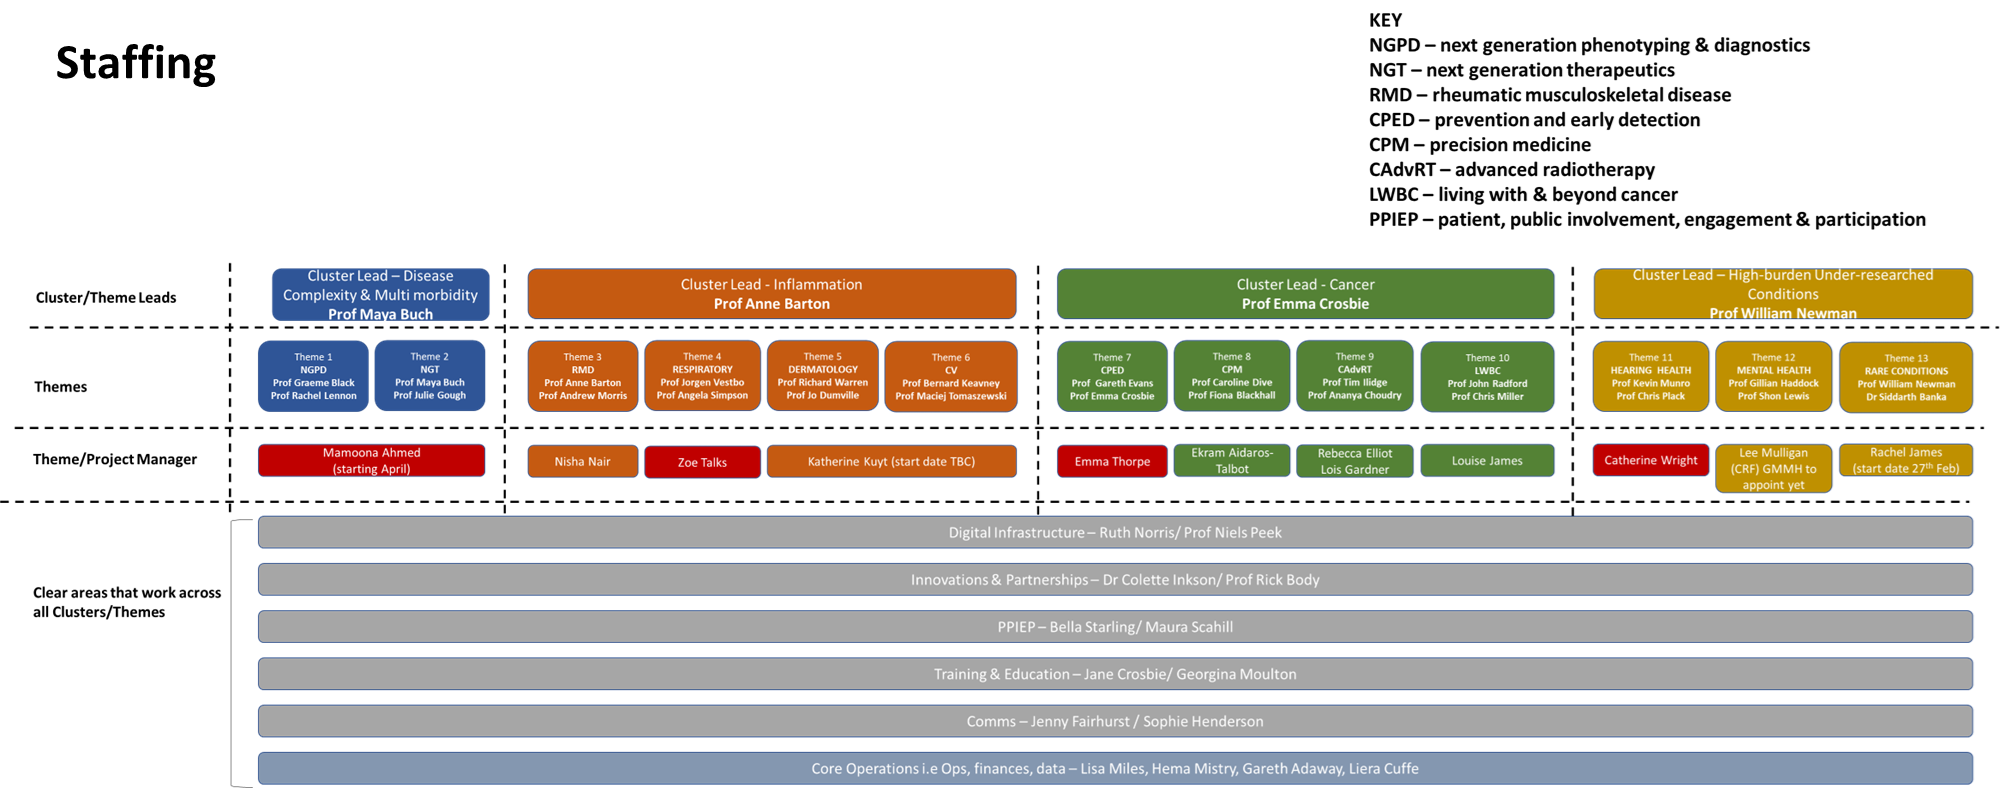 Staffing
KEY
NGPD – next generation phenotyping & diagnostics
NGT – next generation therapeutics
RMD – rheumatic musculoskeletal disease
CPED – prevention and early detection
CPM – precision medicine
CAdvRT – advanced radiotherapy
LWBC – living with & beyond cancer
PPIEP – patient, public involvement, engagement & participation
Cluster/Theme Leads
Cluster Lead – Disease
Complexity & Multi morbidity
Prof Maya Buch
Cluster Lead - Inflammation
Prof Anne Barton
Cluster Lead - Cancer
Prof Emma Crosbie
Cluster Lead – High-burden Under-researched
Conditions
Prof William Newman
Themes
Theme 1
NGPD
Prof Graeme Black
Prof Rachel Lennon
Theme 2
NGT
Prof Maya Buch
Prof Julie Gough
Theme 3
RMD
Prof Anne Barton
Prof Andrew Morris
Theme 4
RESPIRATORY
Prof Jorgen Vestbo
Prof Angela Simpson
Theme 5
DERMATOLOGY
Prof Richard Warren
Prof Jo Dumville
Theme 6
CV
Prof Bernard Keavney
Prof Maciej Tomaszewski
Theme 7
CPED
Prof Gareth Evans
Prof Emma Crosbie
Theme 8
CPM
Prof Caroline Dive
Prof Fiona Blackhall
Theme 9
CAdvRT
Prof Tim Ilidge
Prof Ananya Choudry
Theme 10
LWBC
Prof John Radford
Prof Chris Miller
Theme 11
HEARING HEALTH
Prof Kevin Munro
Prof Chris Plack
Theme 12
MENTAL HEALTH
Prof Gillian Haddock
Prof Shon Lewis
Theme 13
RARE CONDITIONS
Prof William Newman
Dr Siddarth Banka
Theme/Project Manager
Mamoona Ahmed
(starting April)
Nisha Nair
Zoe Talks
Katherine Kuyt (start date TBC)
Emma Thorpe
Ekram Aidaros-
Talbot
Rebecca Elliot
Lois Gardner
Louise James
Catherine Wright
Lee Mulligan
(CRF) GMMH to
appoint yet
Rachel James
(start date 27th Feb)
Clear areas that work across
all Clusters/Themes
Digital Infrastructure – Ruth Norris/ Prof Niels Peek
Innovations & Partnerships – Dr Colette Inkson/ Prof Rick Body
PPIEP – Bella Starling/ Maura Scahill
Training & Education – Jane Crosbie/ Georgina Moulton
Comms – Jenny Fairhurst / Sophie Henderson
Core Operations i.e Ops, finances, data – Lisa Miles, Hema Mistry, Gareth Adaway, Liera Cuffe